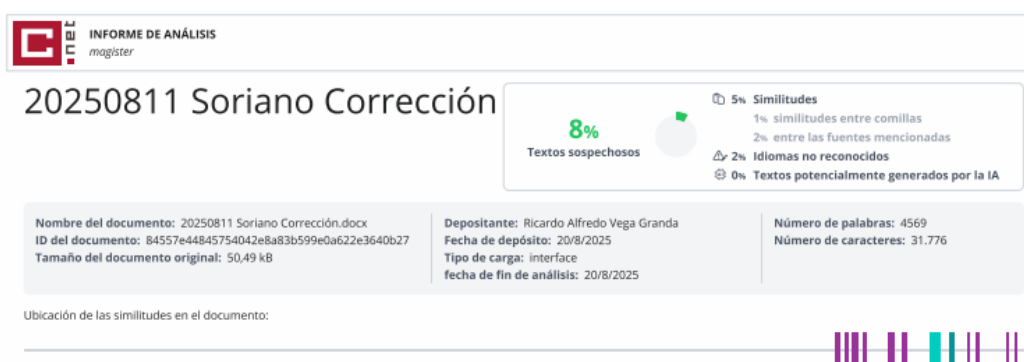 C
.net
INFORME DE ANÁLISIS
magister
20250811 Soriano Corrección
8%
Textos sospechosos
5% Similitudes
1% similitudes entre comillas
2% entre las fuentes mencionadas
2% Idiomas no reconocidos
0% Textos potencialmente generados por la IA
Nombre del documento: 20250811 Soriano Corrección.docx
ID del documento: 84557e44845754042e8a83b599e0a622e3640b27
Tamaño del documento original: 50,49 kB
Depositante: Ricardo Alfredo Vega Granda
Fecha de depósito: 20/8/2025
Tipo de carga: interface
fecha de fin de análisis: 20/8/2025
Número de palabras: 4569
Número de caracteres: 31.776
Ubicación de las similitudes en el documento: